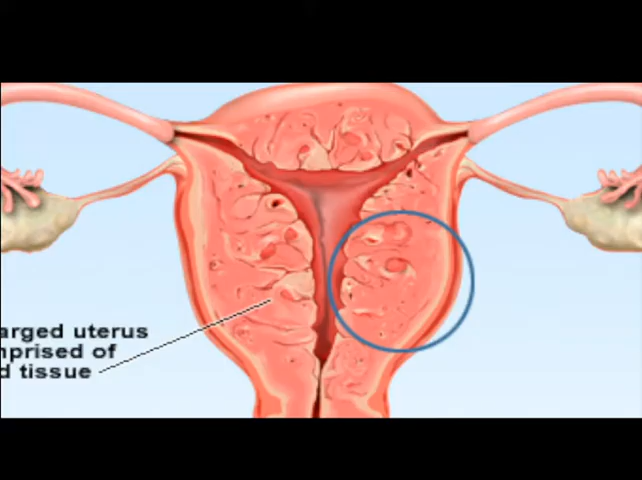 arged uterus
nprised of
d tissue